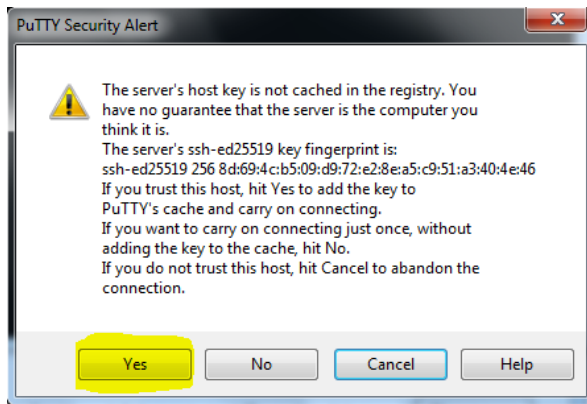 PuTTY Security Alert
The server's host key is not cached in the registry. You
have no guarantee that the server is the computer you
think it is.
The server's ssh-ed25519 key fingerprint is:
ssh-ed25519 256 8d:69:4c:b5:09:d9:72:e2:8e:a5:c9:51:a3:40:4e:46
If you trust this host, hit Yes to add the key to
PuTTY's cache and carry on connecting.
If you want to carry on connecting just once, without
adding the key to the cache, hit No.
If you do not trust this host, hit Cancel to abandon the
connection.
Yes No Cancel Help